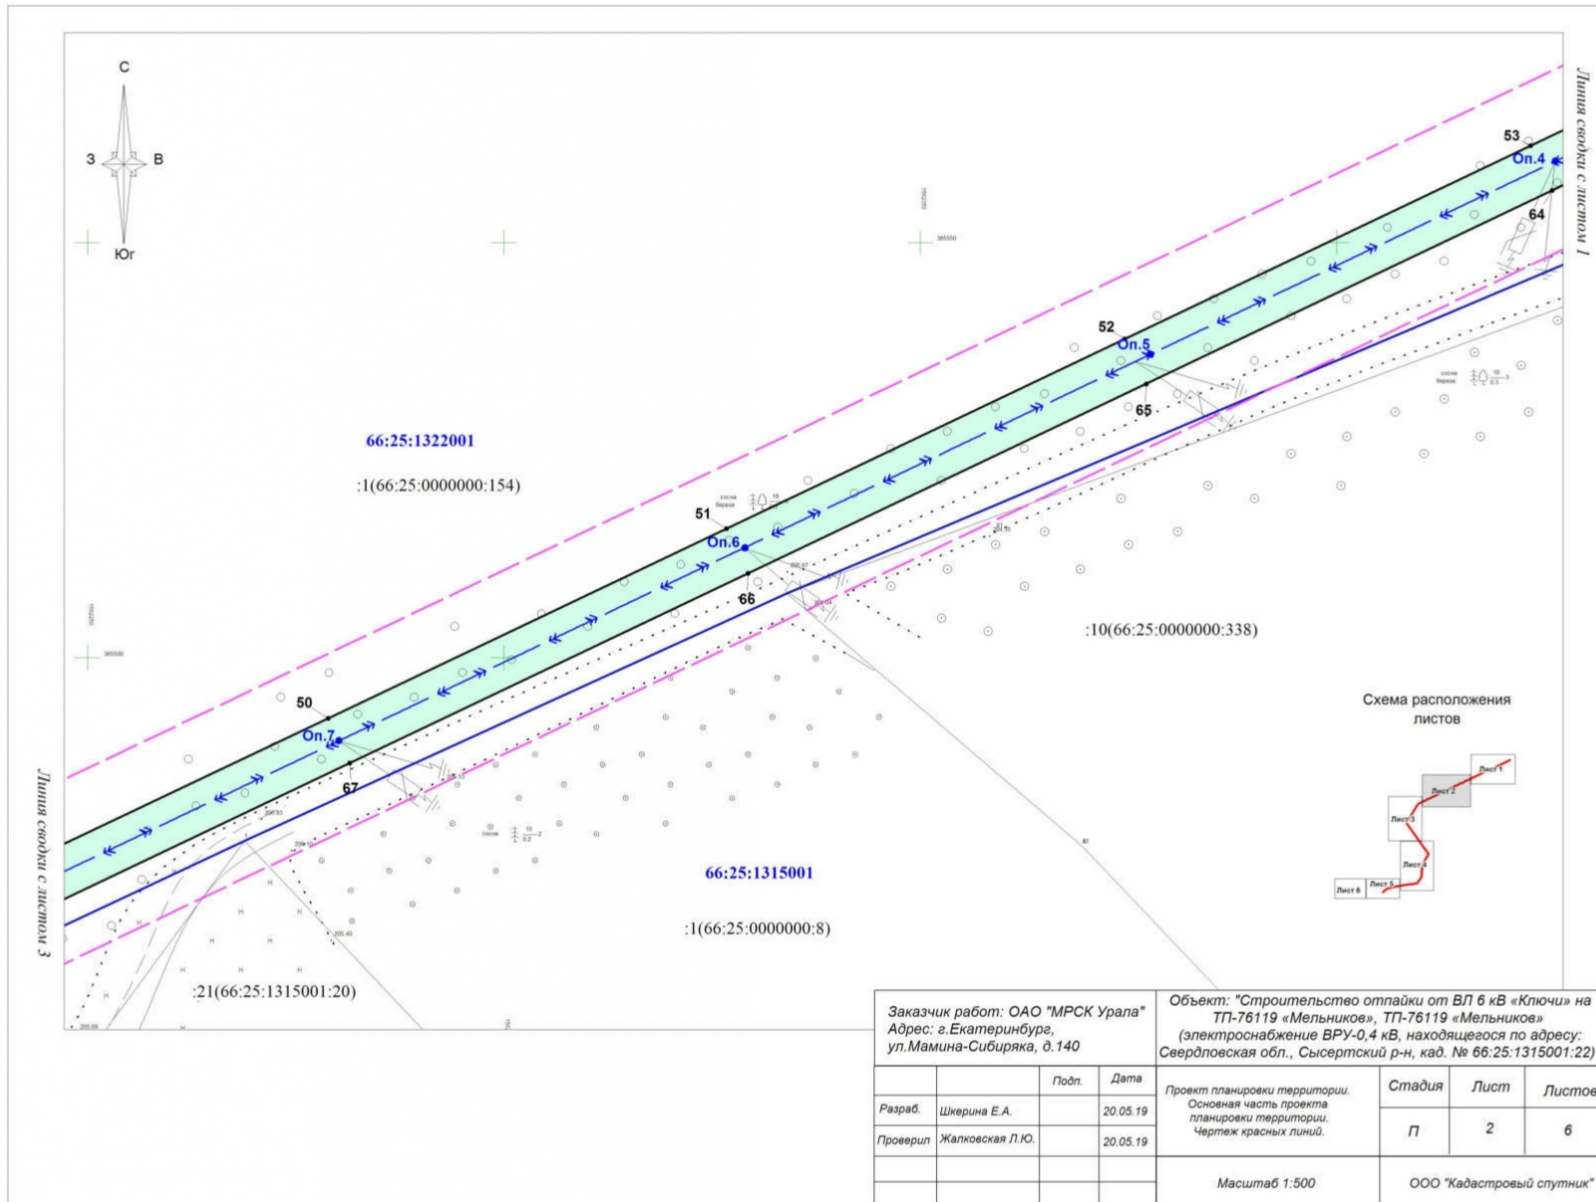 С
З
В
Юг
Линия сводки с листом 1
53
Оп.4
64
52
Оп.5
65
365550
66:25:1322001
:1(66:25:0000000:154)
сосна
береза
51
Оп.6
66
:10(66:25:0000000:338)
365500
50
Оп.7
67
Линия сводки с листом 3
сосна
66:25:1315001
:1(66:25:0000000:8)
:21(66:25:1315001:20)
82
Схема расположения
листов
Лист 1
Лист 2
Лист 3
Лист 4
Лист 5
Лист 6
Заказчик работ: ОАО "МРСК Урала"
Адрес: г.Екатеринбург,
ул.Мамина-Сибиряка, д.140
Объект: "Строительство отпайки от ВЛ 6 кВ «Ключи» на
ТП-76119 «Мельников», ТП-76119 «Мельников»
(электроснабжение ВРУ-0,4 кВ, находящегося по адресу:
Свердловская обл., Сысертский р-н, кад. № 66:25:1315001:22)
Подп.
Дата
Разраб.
Шкерина Е.А.
20.05.19
Проверил
Жалковская Л.Ю.
20.05.19
Проект планировки территории.
Основная часть проекта
планировки территории.
Чертеж красных линий.
Стадия
Лист
Листов
П
2
6
Масштаб 1:500
ООО "Кадастровый спутник"